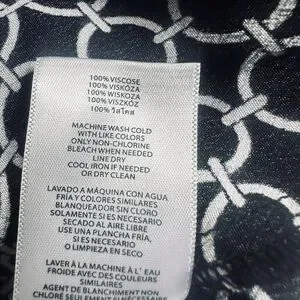 100% VISCOSE
100% VISKÓZA
100% WISKOZA
100% VISZKÓZ
100% วิสโคส
MACHINE WASH COLD
WITH LIKE COLORS
ONLY NON-CHLORINE
BLEACH WHEN NEEDED
LINE DRY
COOL IRON IF NEEDED
OR DRY CLEAN
LAVADO A MÁQUINA CON AGUA
FRÍA Y COLORES SIMILARES
BLANQUEADOR SIN CLORO
SOLAMENTE SI ES NECESARIO
SECADO AL AIRE LIBRE
USE UNA PLANCHA FRÍA,
SI ES NECESARIO
O LIMPIEZA EN SECO
LAVER À LA MACHINE À L' EAU
FROIDE AVEC DES COULEURS
SIMILAIRES
AGENT DE BLANCHIMENT NON
CHLORÉ SEULEMENT